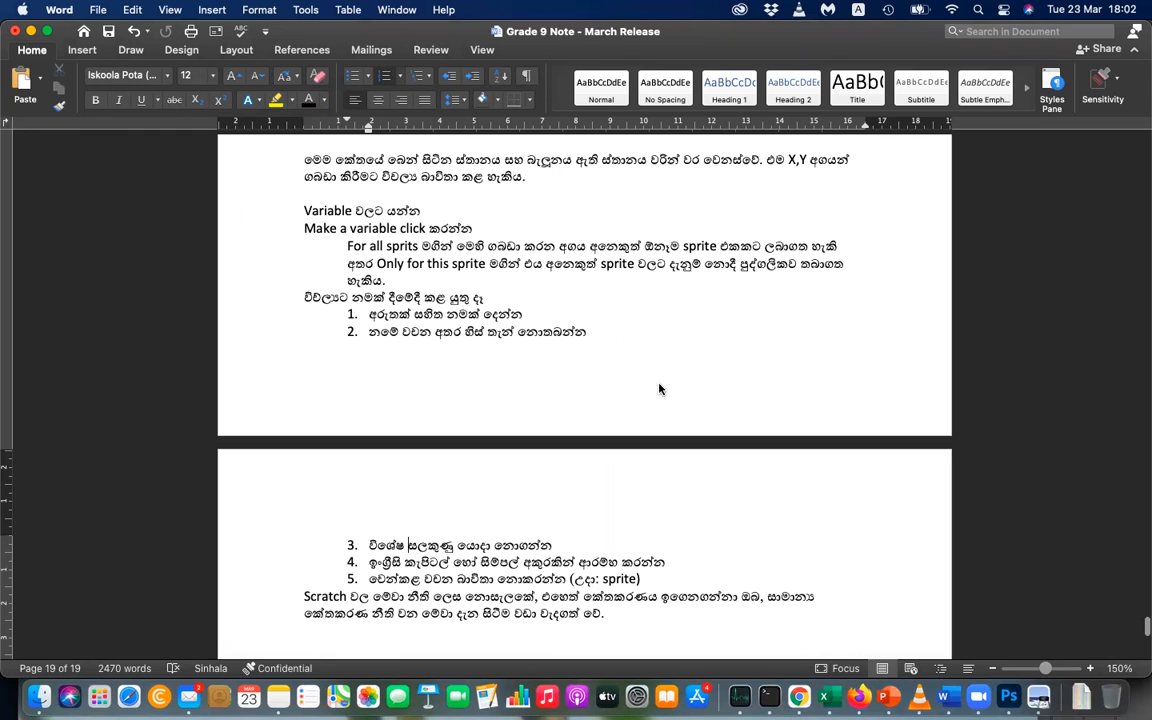 Word File Edit View Insert Format Tools Table Window Help Tue 23 Mar 18:02
Grade 9 Note - March Release
Search in Document
Home Insert Draw Design Layout References Mailings Review View Share
Paste Iskoola Pota (... 12
AaBbCcDdEe Normal
AaBbCcDdEe No Spacing
AaBbCcDc Heading 1
AaBbCcDdEe Heading 2
AaBbC Title
AaBbCcDdEe Subtitle
AaBbCcDdEe Subtle Emph...
Styles Pane
Sensitivity
මෙම කේතයේ බෙන් සිටින ස්තානය සහ බැලූනය ඇති ස්තානය වරින් වර වෙනස්වේ. එම X,Y අගයන්
ගබඩා කිරීමට විචල්‍ය බාවිතා කළ හැකිය.
Variable වලට යන්න
Make a variable click කරන්න
For all sprits මගින් මෙහි ගබඩා කරන අගය අනෙකුත් ඕනෑම sprite එකකට ලබාගත හැකි
අතර Only for this sprite මගින් එය අනෙකුත් sprite වලට දැනුම් නොදී පුද්ගලිකව තබාගත
හැකිය.
විච්ල්‍යට නමක් දීමේදී කළ යුතු දෑ
1. අරුතක් සහිත නමක් දෙන්න
2. නමේ වචන අතර හිස් තැන් නොතබන්න
3. විශේෂ සලකුණු යොදා නොගන්න
4. ඉංග්‍රීසි කැපිටල් හෝ සිම්පල් අකුරකින් ආරම්භ කරන්න
5. වෙන්කළ වචන බාවිතා නොකරන්න (උදා: sprite)
Scratch වල මේවා නීති ලෙස නොසැලකේ, එහෙත් කේතකරණය ඉගෙනගන්නා ඔබ, සාමාන්‍ය
කේතකරණ නීති වන මේවා දැන සිටීම වඩා වැදගත් වේ.
Page 19 of 19 2470 words Sinhala Confidential Focus 150%